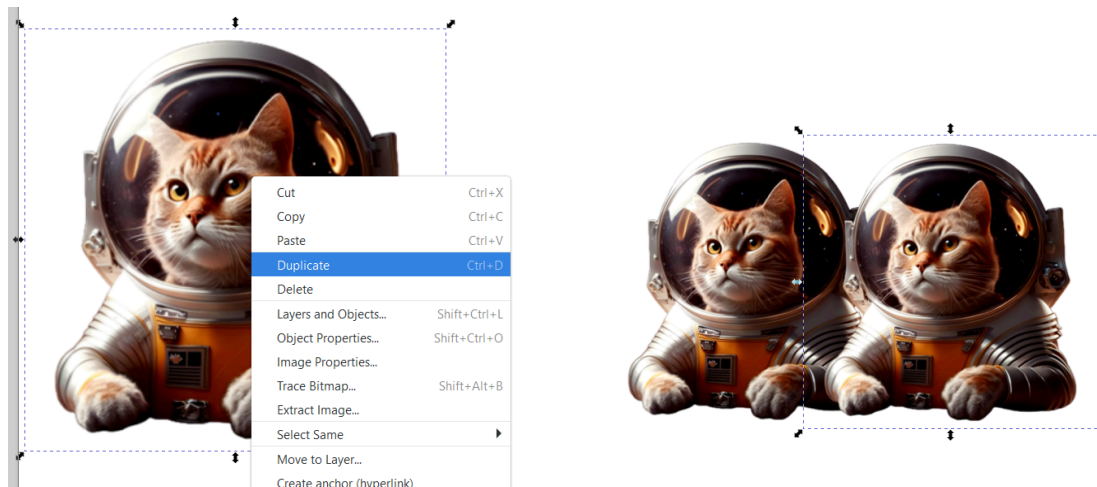 Cut Ctrl+X
Copy Ctrl+C
Paste Ctrl+V
Duplicate Ctrl+D
Delete
Layers and Objects... Shift+Ctrl+L
Object Properties... Shift+Ctrl+O
Image Properties...
Trace Bitmap... Shift+Alt+B
Extract Image...
Select Same
Move to Layer...
Create anchor (hyperlink)